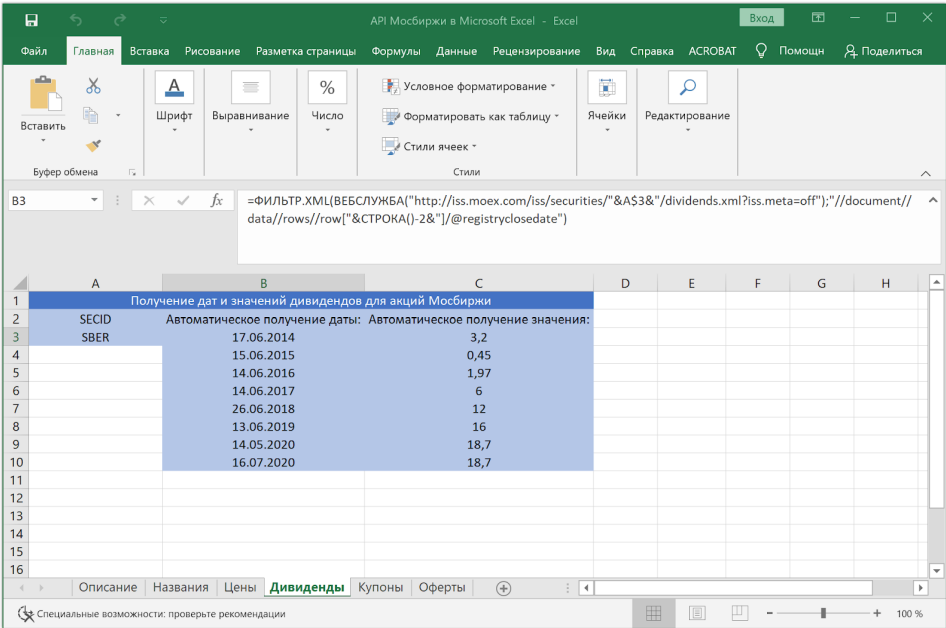 API Мосбиржи в Microsoft Excel - Excel
Вход
Файл Главная Вставка Рисование Разметка страницы Формулы Данные Рецензирование Вид Справка ACROBAT Помощн Поделиться
Вставить
Буфер обмена
Шрифт
Выравнивание
%
Число
Условное форматирование
Форматировать как таблицу
Стили ячеек
Стили
Ячейки
Редактирование
B3
fx
=ФИЛЬТР.XML(ВЕБСЛУЖБА("http://iss.moex.com/iss/securities/"&A$3&"/dividends.xml?iss.meta=off");"//document//
data//rows//row["&СТРОКА()-2&"]/@registryclosedate")
A B C D E F G H
1 Получение дат и значений дивидендов для акций Мосбиржи
2 SECID Автоматическое получение даты: Автоматическое получение значения:
3 SBER 17.06.2014 3,2
4 15.06.2015 0,45
5 14.06.2016 1,97
6 14.06.2017 6
7 26.06.2018 12
8 13.06.2019 16
9 14.05.2020 18,7
10 16.07.2020 18,7
11
12
13
14
15
16
Описание Названия Цены Дивиденды Купоны Оферты
Специальные возможности: проверьте рекомендации
100 %